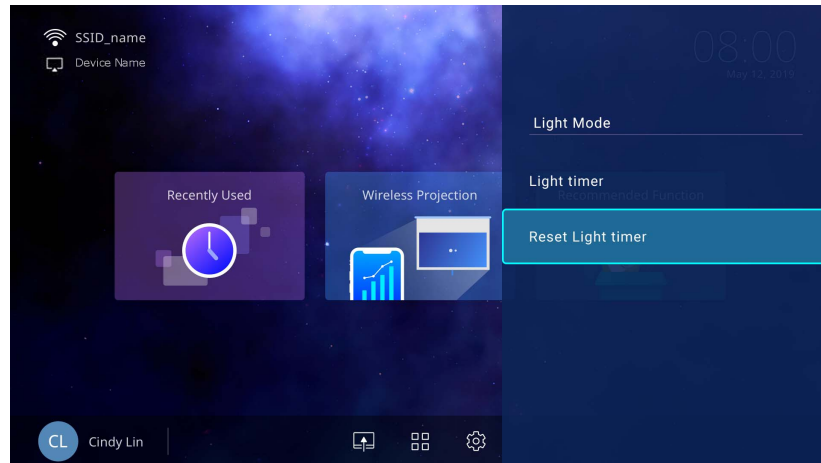 SSID_name
Device Name
08:00
May 12, 2019
Light Mode
Light timer
Recently Used
Wireless Projection
Recommended Function
Reset Light timer
CL
Cindy Lin